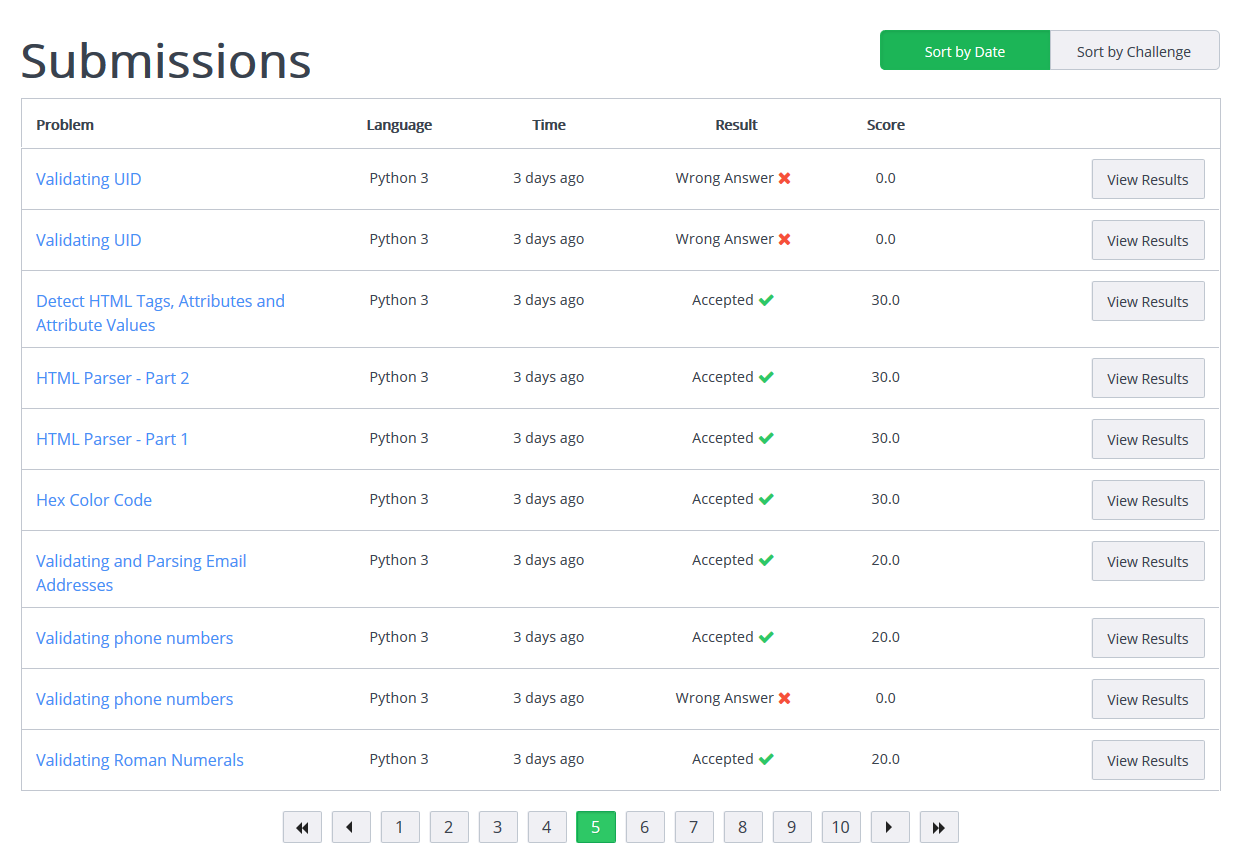 Submissions
Sort by Date Sort by Challenge
Problem Language Time Result Score
Validating UID Python 3 3 days ago Wrong Answer 0.0 View Results
Validating UID Python 3 3 days ago Wrong Answer 0.0 View Results
Detect HTML Tags, Attributes and Python 3 3 days ago Accepted 30.0 View Results
Attribute Values
HTML Parser - Part 2 Python 3 3 days ago Accepted 30.0 View Results
HTML Parser - Part 1 Python 3 3 days ago Accepted 30.0 View Results
Hex Color Code Python 3 3 days ago Accepted 30.0 View Results
Validating and Parsing Email Python 3 3 days ago Accepted 20.0 View Results
Addresses
Validating phone numbers Python 3 3 days ago Accepted 20.0 View Results
Validating phone numbers Python 3 3 days ago Wrong Answer 0.0 View Results
Validating Roman Numerals Python 3 3 days ago Accepted 20.0 View Results
1 2 3 4 5 6 7 8 9 10